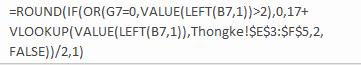 =ROUND(IF(OR(G7=0,VALUE(LEFT(B7,1))>2),0,17+
VLOOKUP(VALUE(LEFT(B7,1)),Thongke!$E$3:$F$5,2,
FALSE))/2,1)